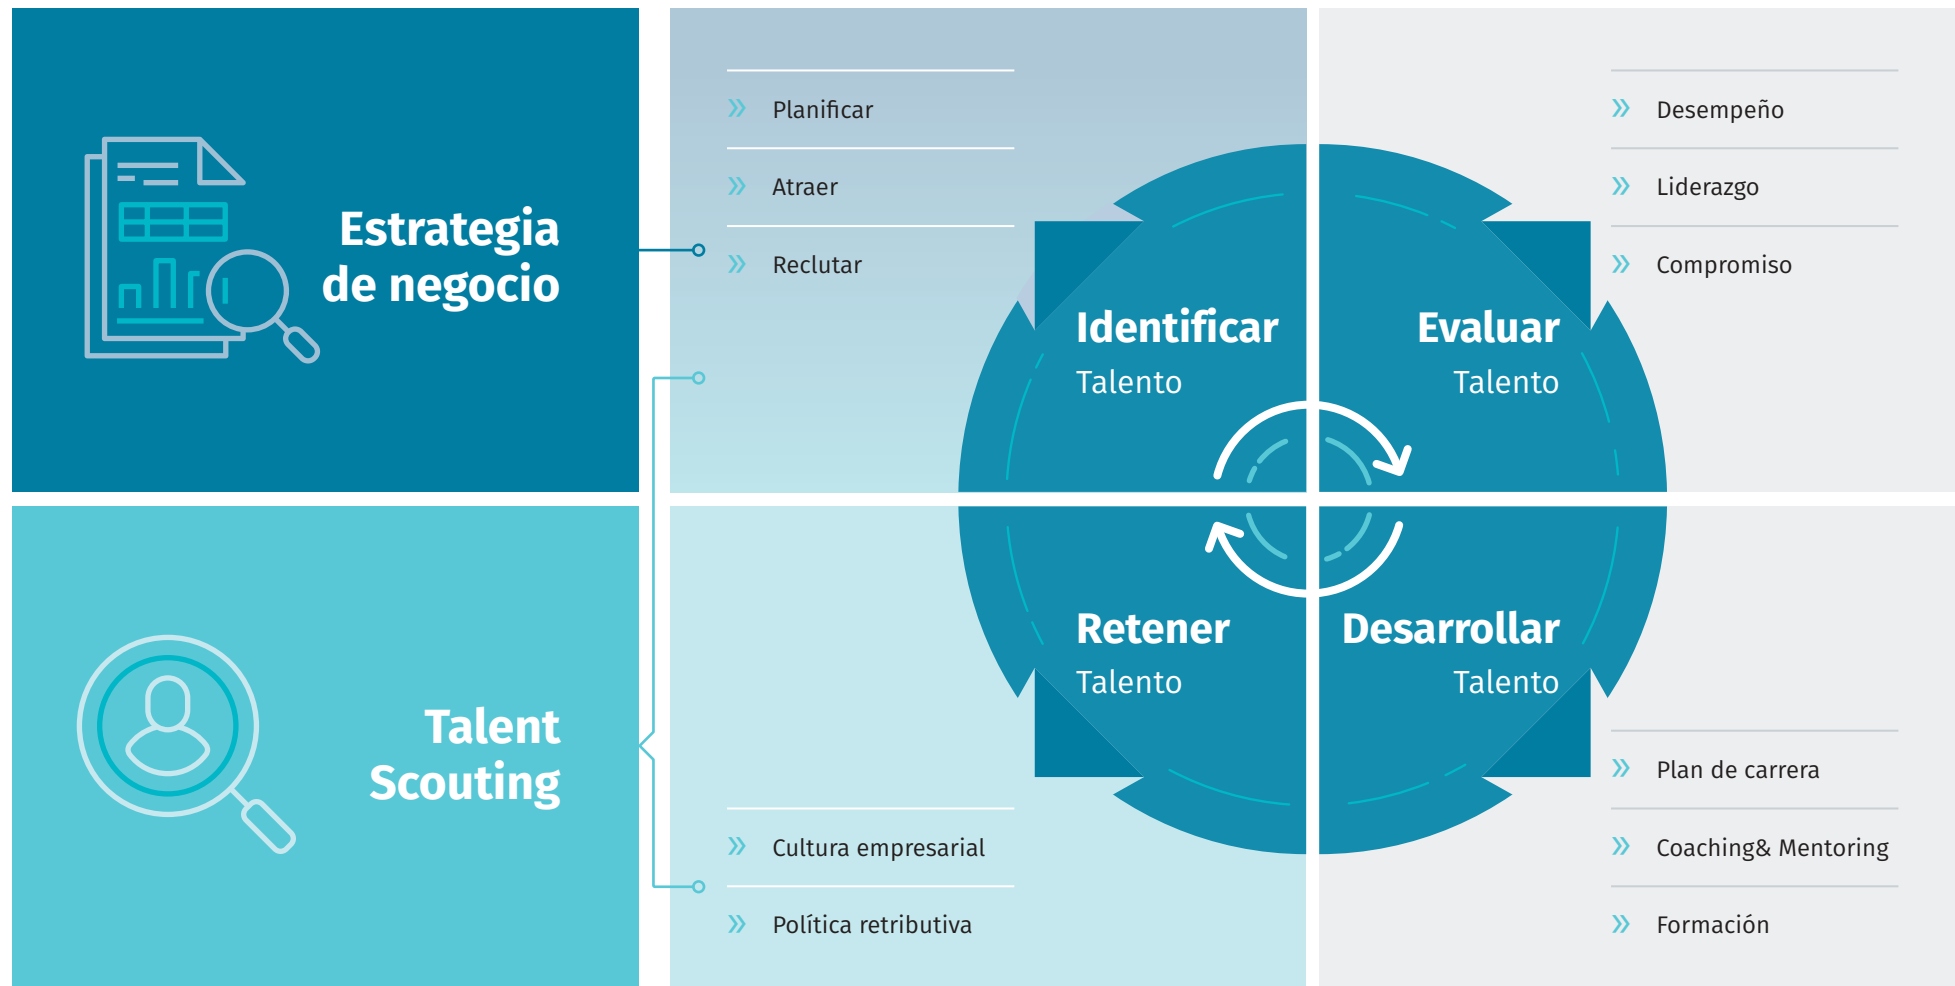 Estrategia
de negocio
Planificar
Atraer
Reclutar
Identificar
Talento
Evaluar
Talento
Desempeño
Liderazgo
Compromiso
Talent
Scouting
Retener
Talento
Cultura empresarial
Política retributiva
Desarrollar
Talento
Plan de carrera
Coaching& Mentoring
Formación